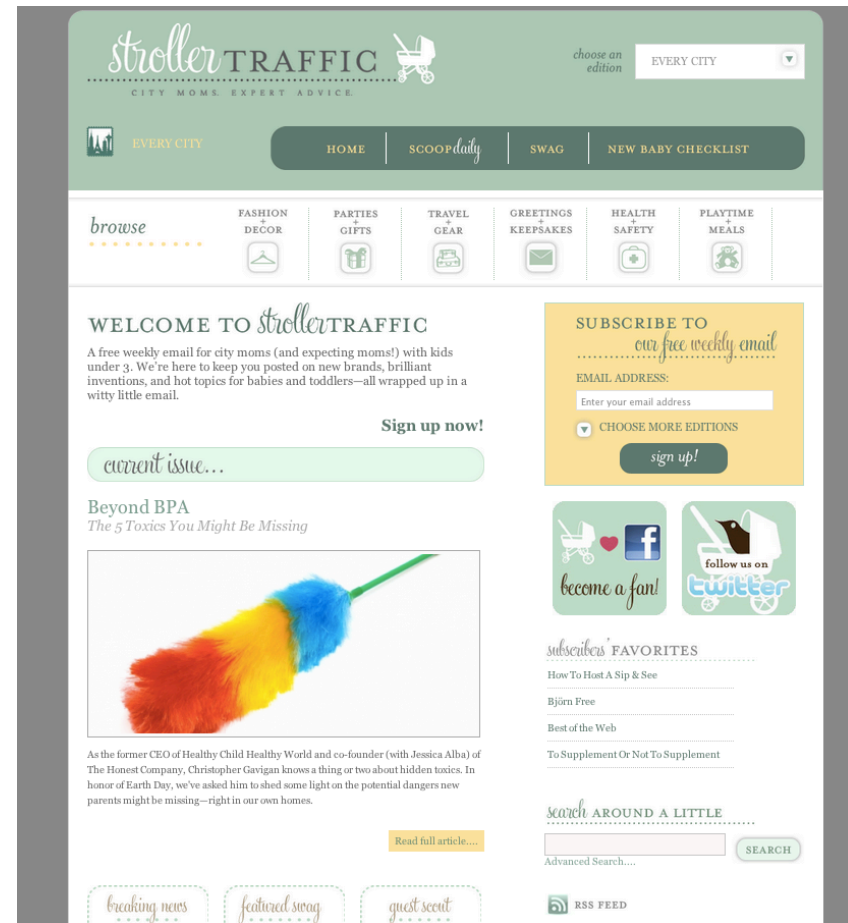 stroller TRAFFIC
CITY MOMS. EXPERT ADVICE.
choose an
edition
EVERY CITY
EVERY CITY
HOME
SCOOPdaily
SWAG
NEW BABY CHECKLIST
browse
FASHION
+
DECOR
PARTIES
+
GIFTS
TRAVEL
+
GEAR
GREETINGS
+
KEEPSAKES
HEALTH
+
SAFETY
PLAYTIME
+
MEALS
WELCOME TO strollerTRAFFIC
A free weekly email for city moms (and expecting moms!) with kids
under 3. We're here to keep you posted on new brands, brilliant
inventions, and hot topics for babies and toddlers—all wrapped up in a
witty little email.
Sign up now!
current issue...
Beyond BPA
The 5 Toxics You Might Be Missing
As the former CEO of Healthy Child Healthy World and co-founder (with Jessica Alba) of
The Honest Company, Christopher Gavigan knows a thing or two about hidden toxics. In
honor of Earth Day, we've asked him to shed some light on the potential dangers new
parents might be missing—right in our own homes.
Read full article....
breaking news
featured swag
guest scout
SUBSCRIBE TO
our free weekly email
EMAIL ADDRESS:
Enter your email address
CHOOSE MORE EDITIONS
sign up!
f
become a fan!
follow us on
twitter
subscribers' FAVORITES
How To Host A Sip & See
Björn Free
Best of the Web
To Supplement Or Not To Supplement
search AROUND A LITTLE
SEARCH
Advanced Search....
RSS FEED